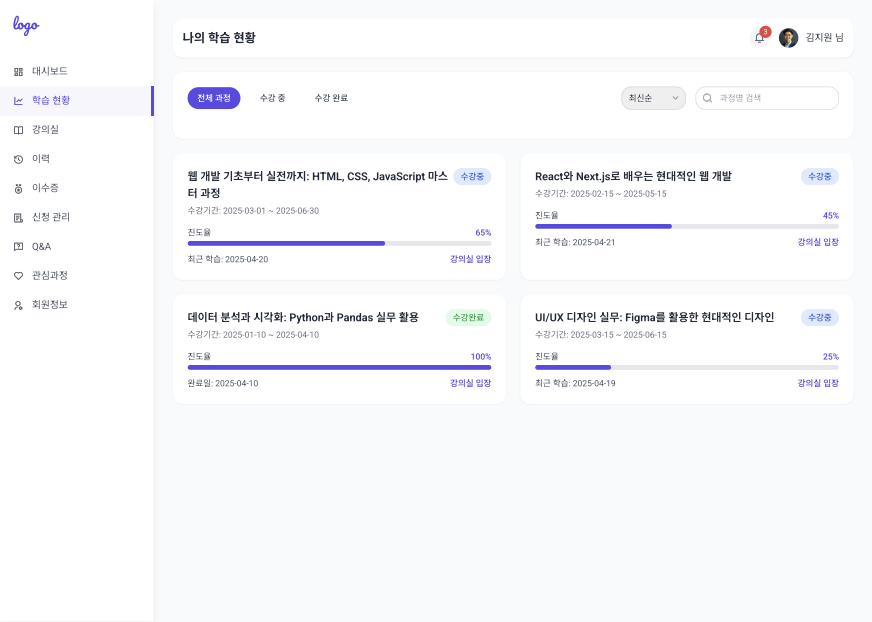 logo
대시보드
학습 현황
강의실
이력
이수증
신청 관리
Q&A
관심과정
회원정보
나의 학습 현황
3
김지원 님
전체 과정
수강 중
수강 완료
최신순
과정명 검색
웹 개발 기초부터 실전까지: HTML, CSS, JavaScript 마스
터 과정
수강중
수강기간: 2025-03-01 ~ 2025-06-30
진도율
65%
최근 학습: 2025-04-20
강의실 입장
React와 Next.js로 배우는 현대적인 웹 개발
수강중
수강기간: 2025-02-15 ~ 2025-05-15
진도율
45%
최근 학습: 2025-04-21
강의실 입장
데이터 분석과 시각화: Python과 Pandas 실무 활용
수강완료
수강기간: 2025-01-10 ~ 2025-04-10
진도율
100%
완료일: 2025-04-10
강의실 입장
UI/UX 디자인 실무: Figma를 활용한 현대적인 디자인
수강중
수강기간: 2025-03-15 ~ 2025-06-15
진도율
25%
최근 학습: 2025-04-19
강의실 입장